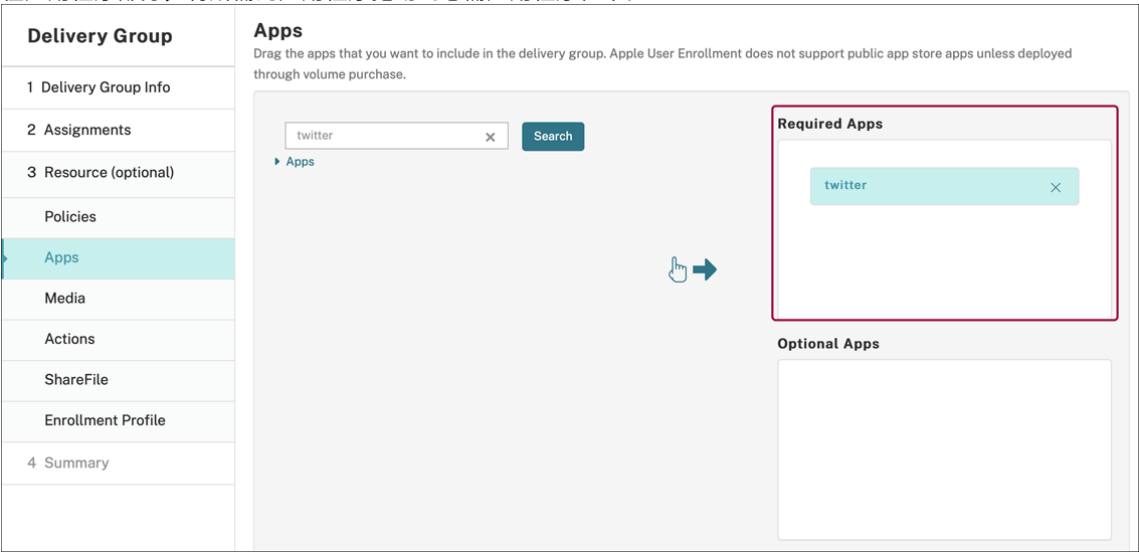 Delivery Group
1 Delivery Group Info
2 Assignments
3 Resource (optional)
Policies
Apps
Media
Actions
ShareFile
Enrollment Profile
4 Summary
Apps
Drag the apps that you want to include in the delivery group. Apple User Enrollment does not support public app store apps unless deployed
through volume purchase.
twitter
Search
Apps
Required Apps
twitter
Optional Apps